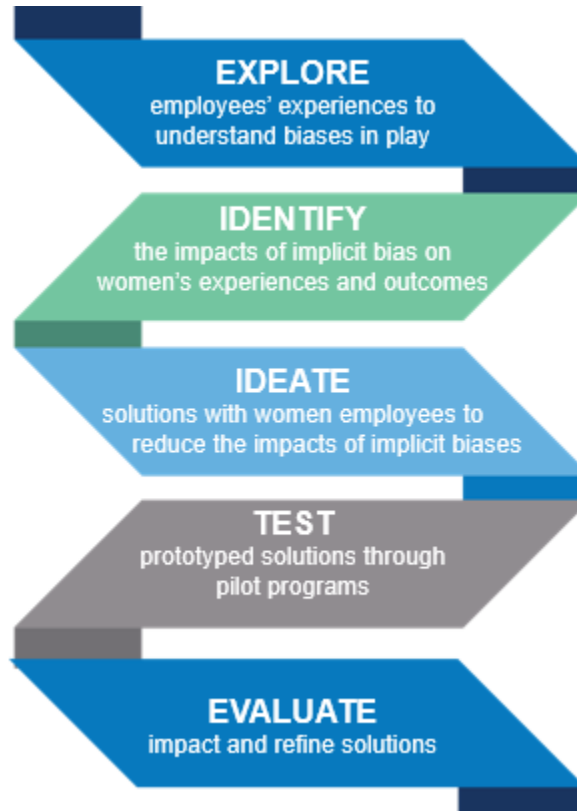 EXPLORE
employees’ experiences to
understand biases in play
IDENTIFY
the impacts of implicit bias on
women’s experiences and outcomes
IDEATE
solutions with women employees to
reduce the impacts of implicit biases
TEST
prototyped solutions through
pilot programs
EVALUATE
impact and refine solutions